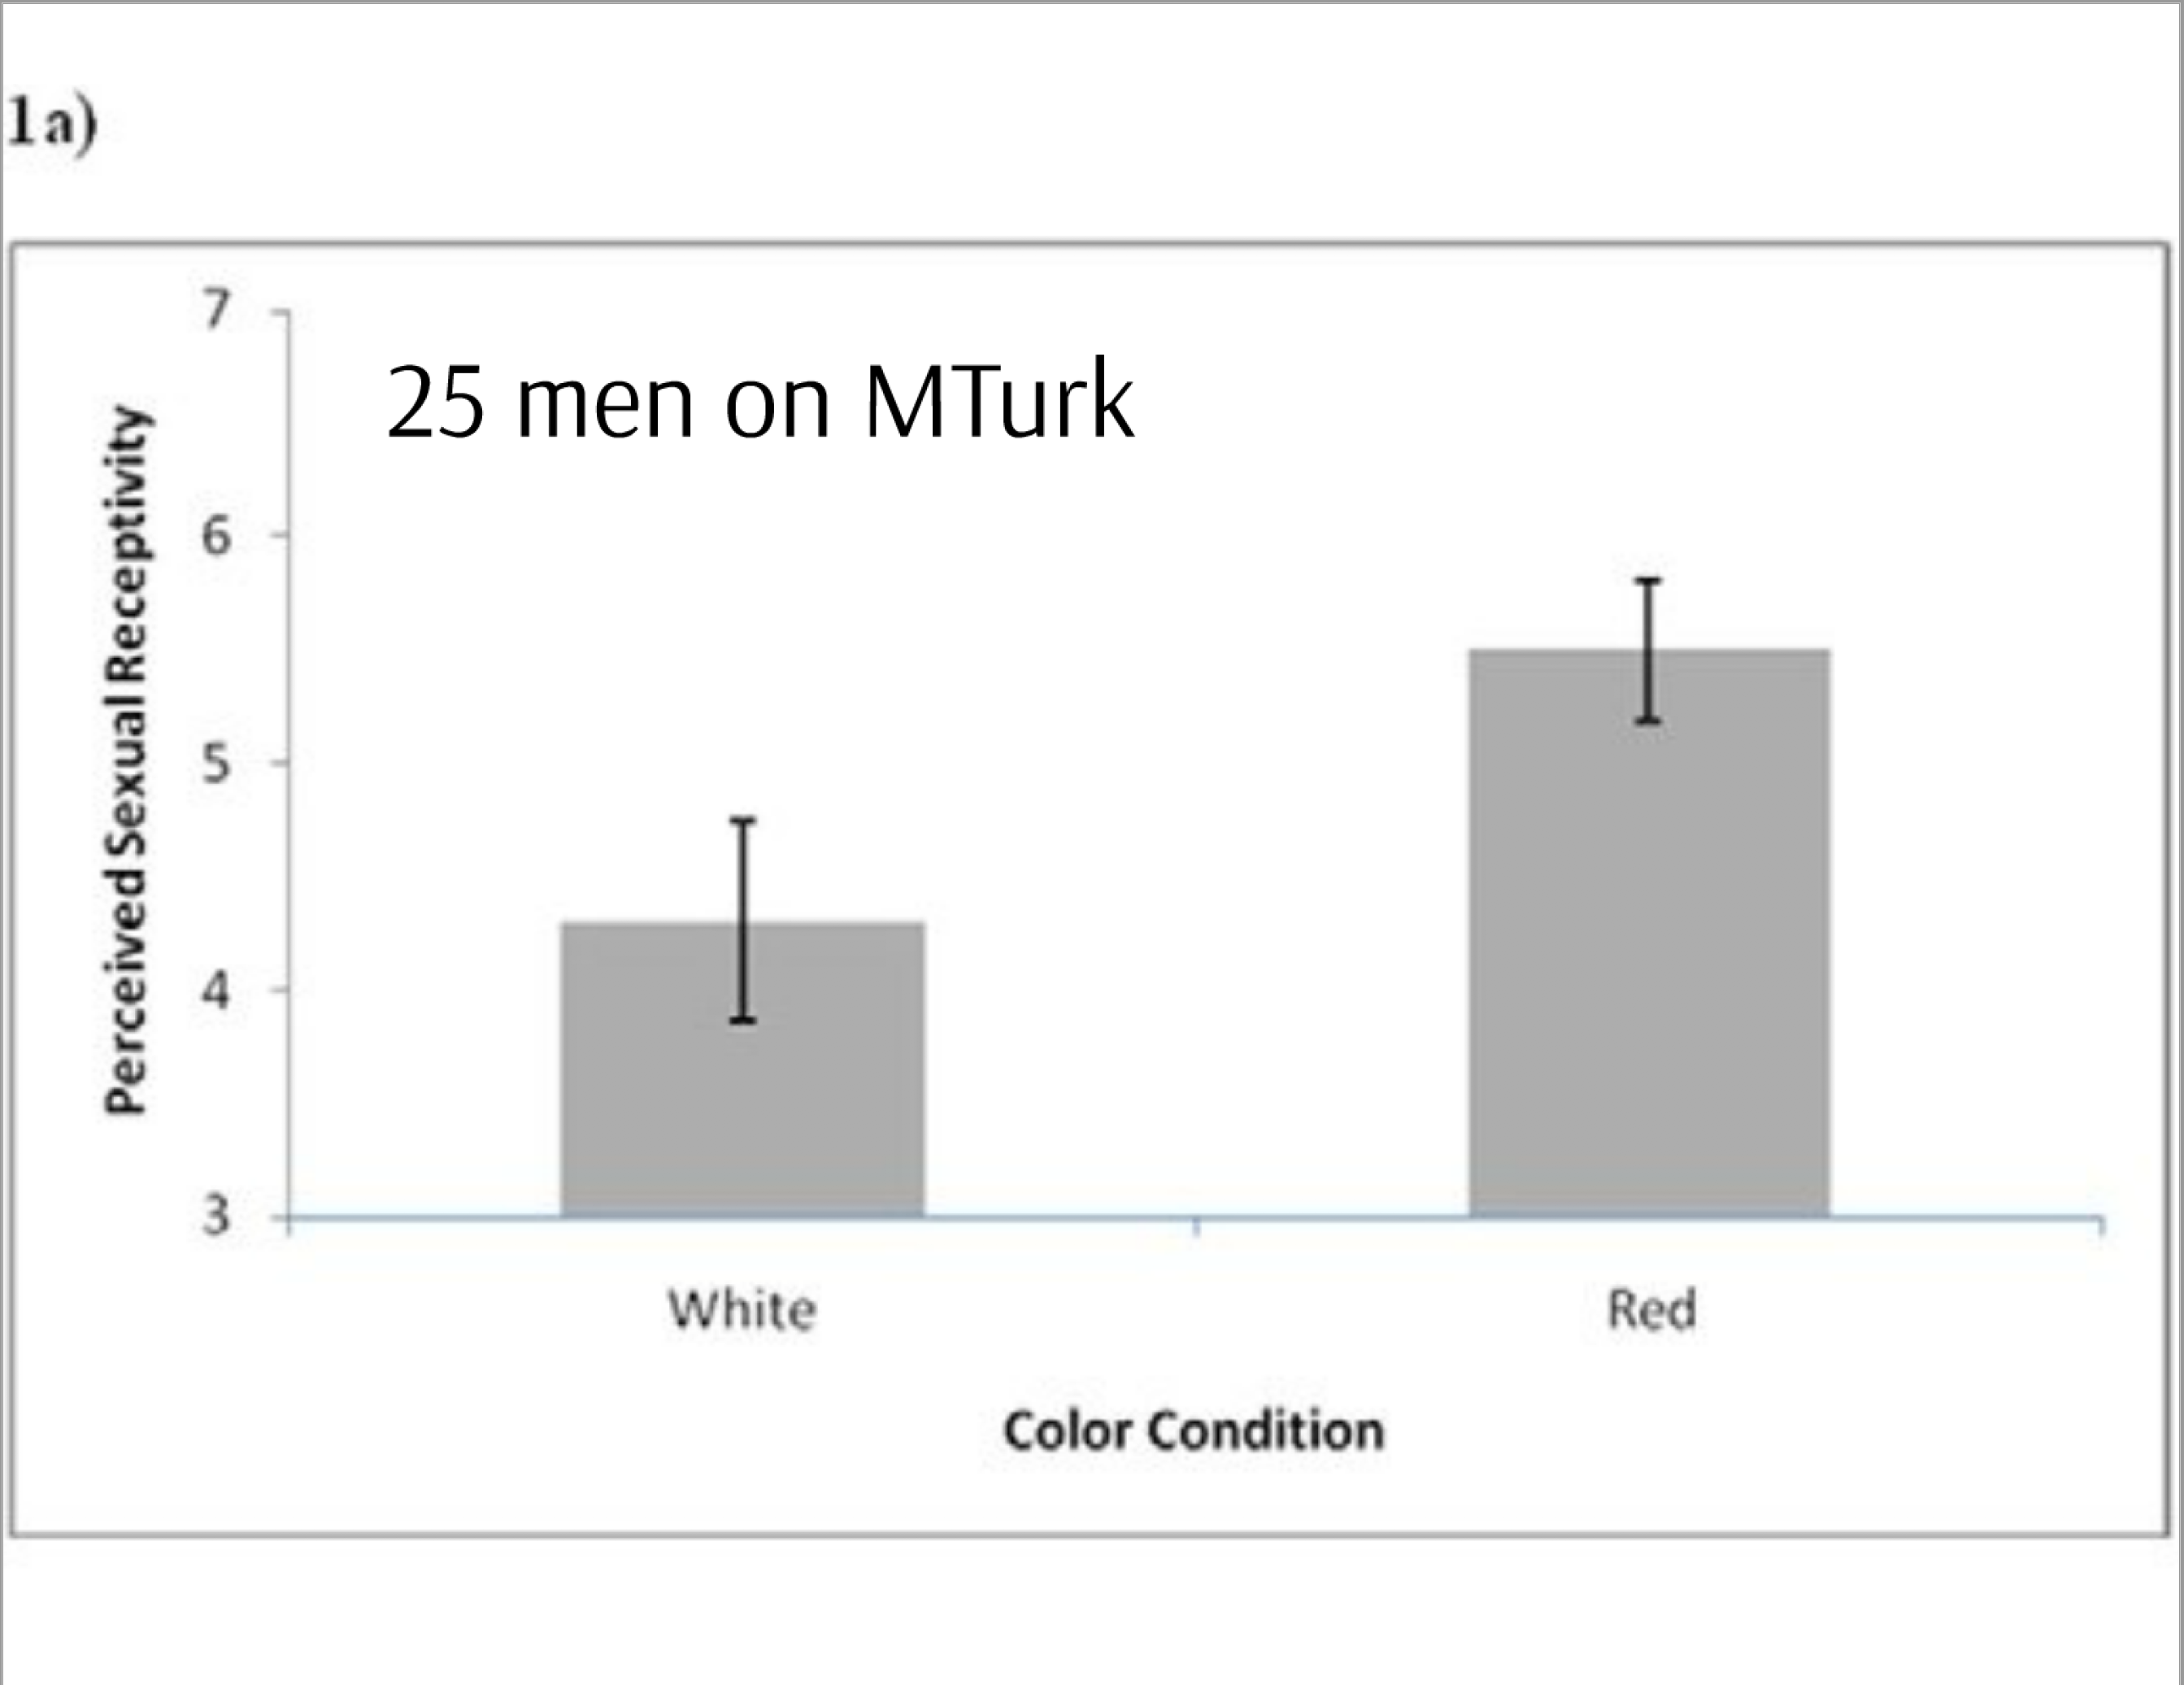 1a)
7
25 men on MTurk
6
5
4
3
Perceived Sexual Receptivity
White
Red
Color Condition